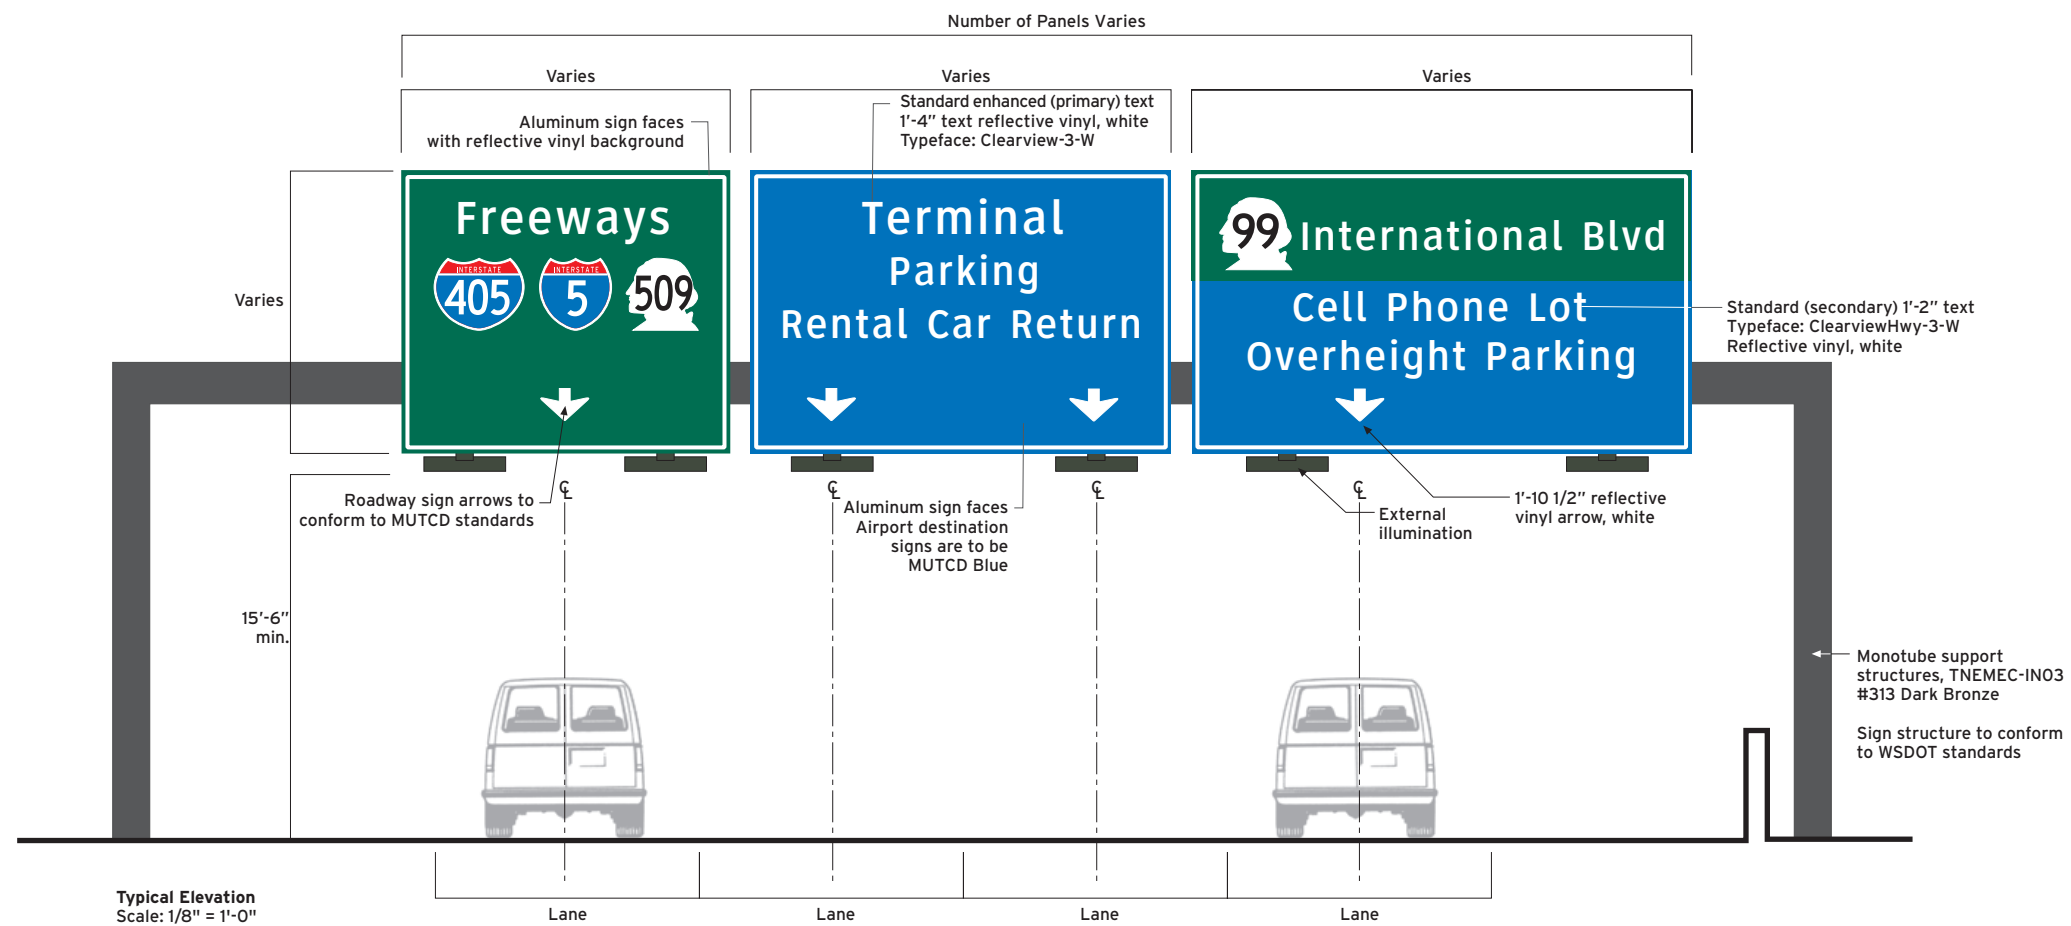 Number of Panels Varies
Varies
Varies
Varies
Aluminum sign faces
with reflective vinyl background
Standard enhanced (primary) text
1'-4” text reflective vinyl, white
Typeface: Clearview-3-W
Freeways
INTERSTATE
405
INTERSTATE
5
509
Terminal
Parking
Rental Car Return
99 International Blvd
Cell Phone Lot
Overheight Parking
Varies
Standard (secondary) 1'-2” text
Typeface: ClearviewHwy-3-W
Reflective vinyl, white
Roadway sign arrows to
conform to MUTCD standards
℄
℄
℄
℄
Aluminum sign faces
Airport destination
signs are to be
MUTCD Blue
External
illumination
1'-10 1/2” reflective
vinyl arrow, white
15'-6”
min.
Monotube support
structures, TNEMEC-IN03
#313 Dark Bronze
Sign structure to conform
to WSDOT standards
Typical Elevation
Scale: 1/8" = 1'-0"
Lane
Lane
Lane
Lane